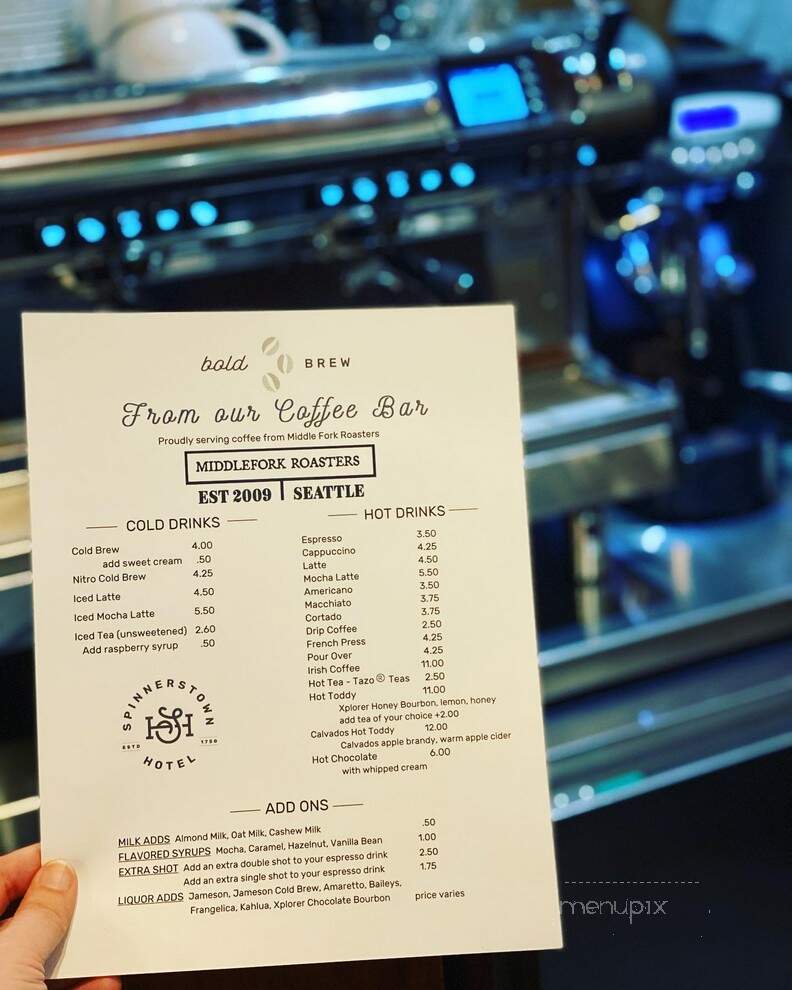 bold BREW
From our Coffee Bar
Proudly serving coffee from Middle Fork Roasters
MIDDLEFORK ROASTERS
EST 2009 SEATTLE
COLD DRINKS
Cold Brew 4.00
add sweet cream .50
Nitro Cold Brew 4.25
Iced Latte 4.50
Iced Mocha Latte 5.50
Iced Tea (unsweetened) 2.60
Add raspberry syrup .50
SPINNERSTOWN
SH
ESTD 1750
HOTEL
HOT DRINKS
Espresso 3.50
Cappuccino 4.25
Latte 4.50
Mocha Latte 5.50
Americano 3.50
Macchiato 3.75
Cortado 3.75
Drip Coffee 2.50
French Press 4.25
Pour Over 4.25
Irish Coffee 11.00
Hot Tea - Tazo® Teas 2.50
Hot Toddy 11.00
Xplorer Honey Bourbon, lemon, honey
add tea of your choice +2.00
Calvados Hot Toddy 12.00
Calvados apple brandy, warm apple cider
Hot Chocolate 6.00
with whipped cream
ADD ONS
MILK ADDS Almond Milk, Oat Milk, Cashew Milk .50
FLAVORED SYRUPS Mocha, Caramel, Hazelnut, Vanilla Bean 1.00
EXTRA SHOT Add an extra double shot to your espresso drink 2.50
Add an extra single shot to your espresso drink 1.75
LIQUOR ADDS Jameson, Jameson Cold Brew, Amaretto, Baileys,
Frangelica, Kahlua, Xplorer Chocolate Bourbon price varies
menupix